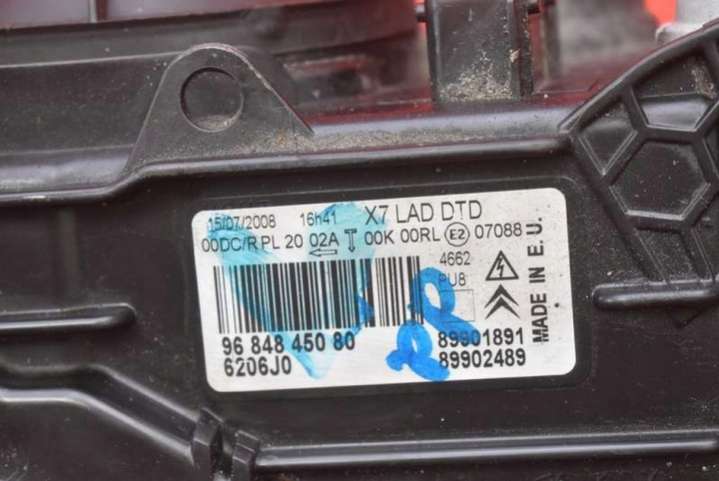 15/07/2008 16h41 X7 LAD DTD
00DC/R PL 20 02A 00K 00RL E2 07088
4662
PU8
MADE IN E.U.
96 848 450 80 89901891
6206J0 89902489